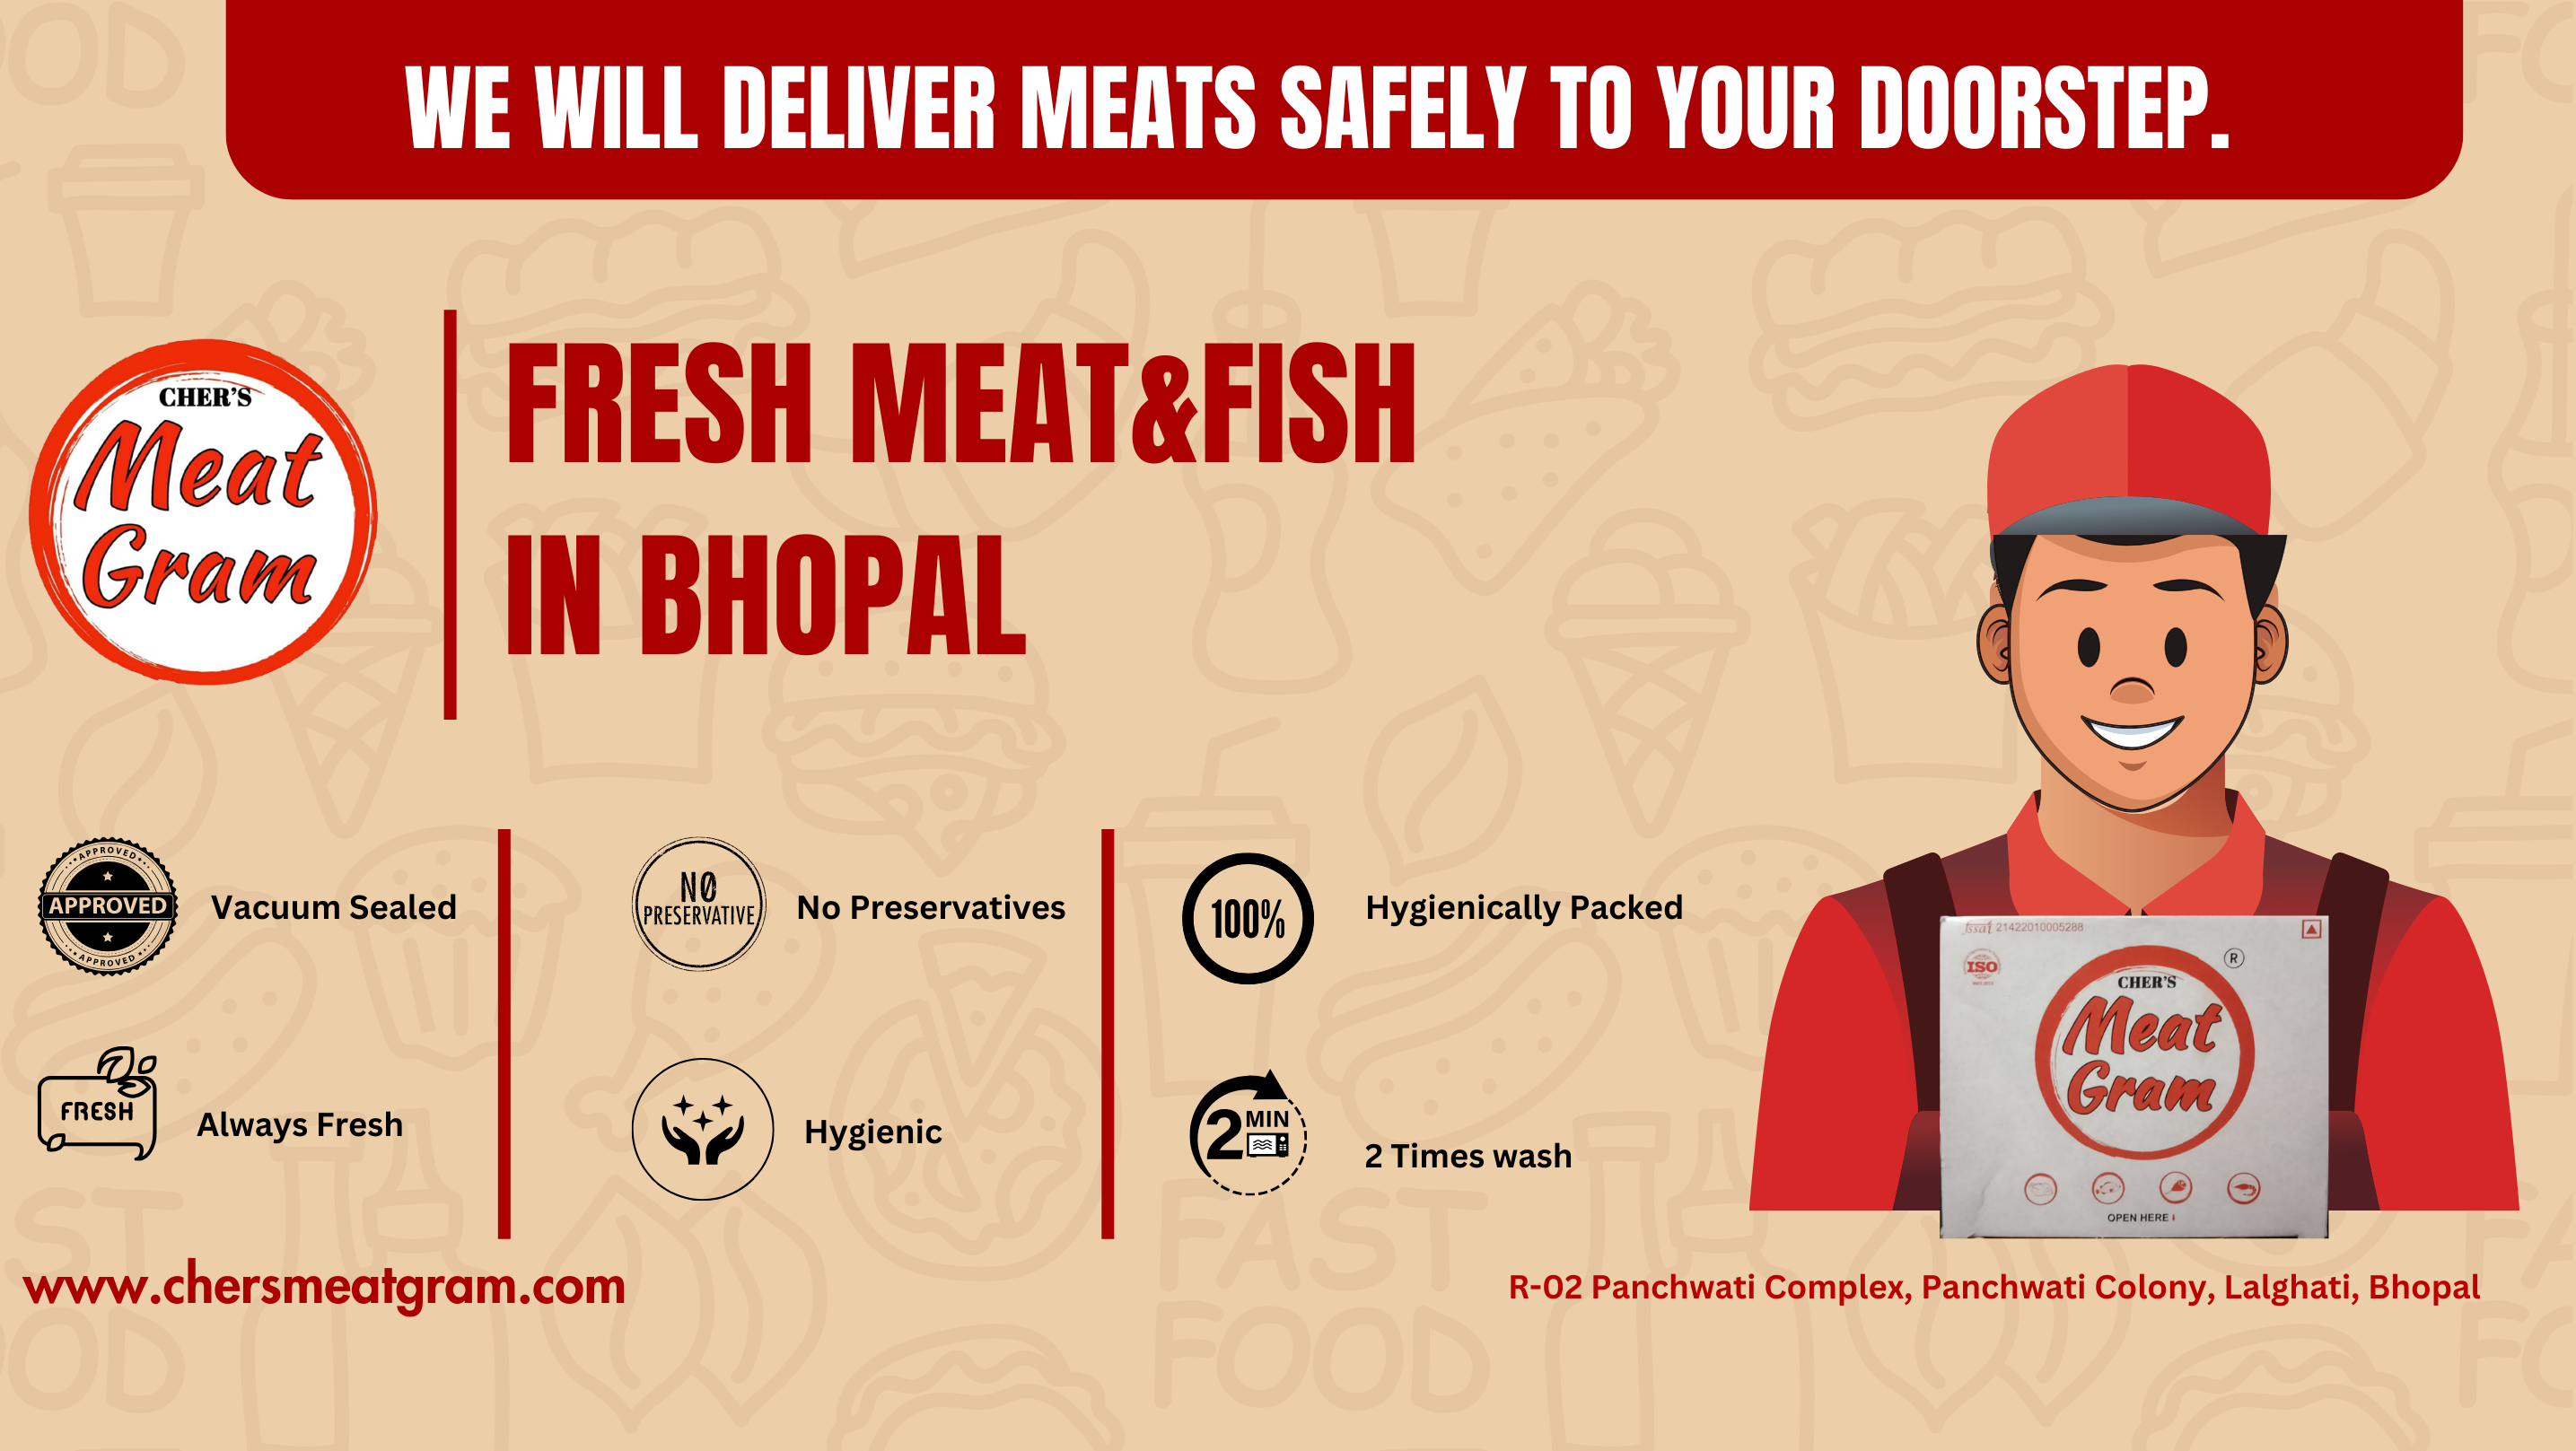 WE WILL DELIVER MEATS SAFELY TO YOUR DOORSTEP.
CHER'S
Meat
Gram
FRESH MEAT&FISH
IN BHOPAL
APPROVED
APPROVED
APPROVED
Vacuum Sealed
NO
PRESERVATIVE
No Preservatives
100%
Hygienically Packed
FRESH
Always Fresh
Hygienic
2 MIN
2 Times wash
fssai 21422010005288
ISO
R
CHER'S
Meat
Gram
OPEN HERE
www.chersmeatgram.com
R-02 Panchwati Complex, Panchwati Colony, Lalghati, Bhopal
FAST
FOOD